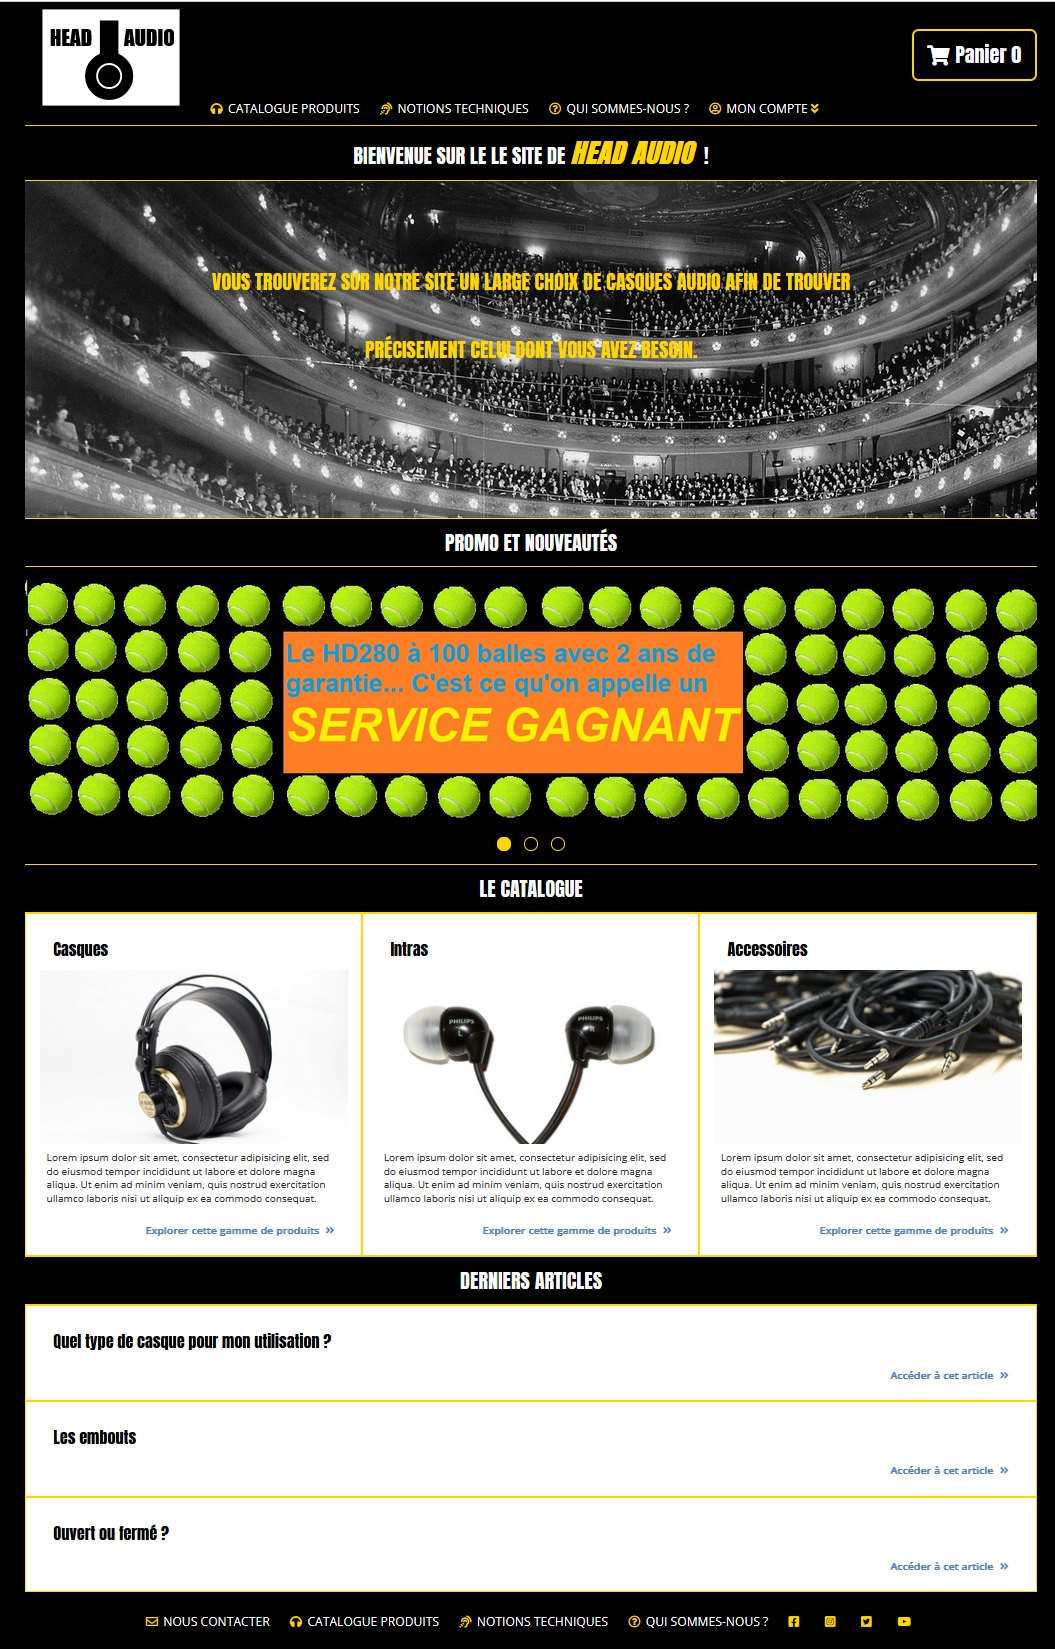 HEAD AUDIO
Panier 0
CATALOGUE PRODUITS NOTIONS TECHNIQUES QUI SOMMES-NOUS ? MON COMPTE
BIENVENUE SUR LE LE SITE DE HEAD AUDIO !
VOUS TROUVEREZ SUR NOTRE SITE UN LARGE CHOIX DE CASQUES AUDIO AFIN DE TROUVER
PRÉCISEMENT CELUI DONT VOUS AVEZ BESOIN.
PROMO ET NOUVEAUTÉS
Le HD280 à 100 balles avec 2 ans de
garantie... C'est ce qu'on appelle un
SERVICE GAGNANT
LE CATALOGUE
Casques
Lorem ipsum dolor sit amet, consectetur adipisicing elit, sed
do eiusmod tempor incididunt ut labore et dolore magna
aliqua. Ut enim ad minim veniam, quis nostrud exercitation
ullamco laboris nisi ut aliquip ex ea commodo consequat.
Explorer cette gamme de produits »
Intras
PHILIPS
L
PHILIPS
R
Lorem ipsum dolor sit amet, consectetur adipisicing elit, sed
do eiusmod tempor incididunt ut labore et dolore magna
aliqua. Ut enim ad minim veniam, quis nostrud exercitation
ullamco laboris nisi ut aliquip ex ea commodo consequat.
Explorer cette gamme de produits »
Accessoires
Lorem ipsum dolor sit amet, consectetur adipisicing elit, sed
do eiusmod tempor incididunt ut labore et dolore magna
aliqua. Ut enim ad minim veniam, quis nostrud exercitation
ullamco laboris nisi ut aliquip ex ea commodo consequat.
Explorer cette gamme de produits »
DERNIERS ARTICLES
Quel type de casque pour mon utilisation ?
Accéder à cet article »
Les embouts
Accéder à cet article »
Ouvert ou fermé ?
Accéder à cet article »
NOUS CONTACTER CATALOGUE PRODUITS NOTIONS TECHNIQUES QUI SOMMES-NOUS ?